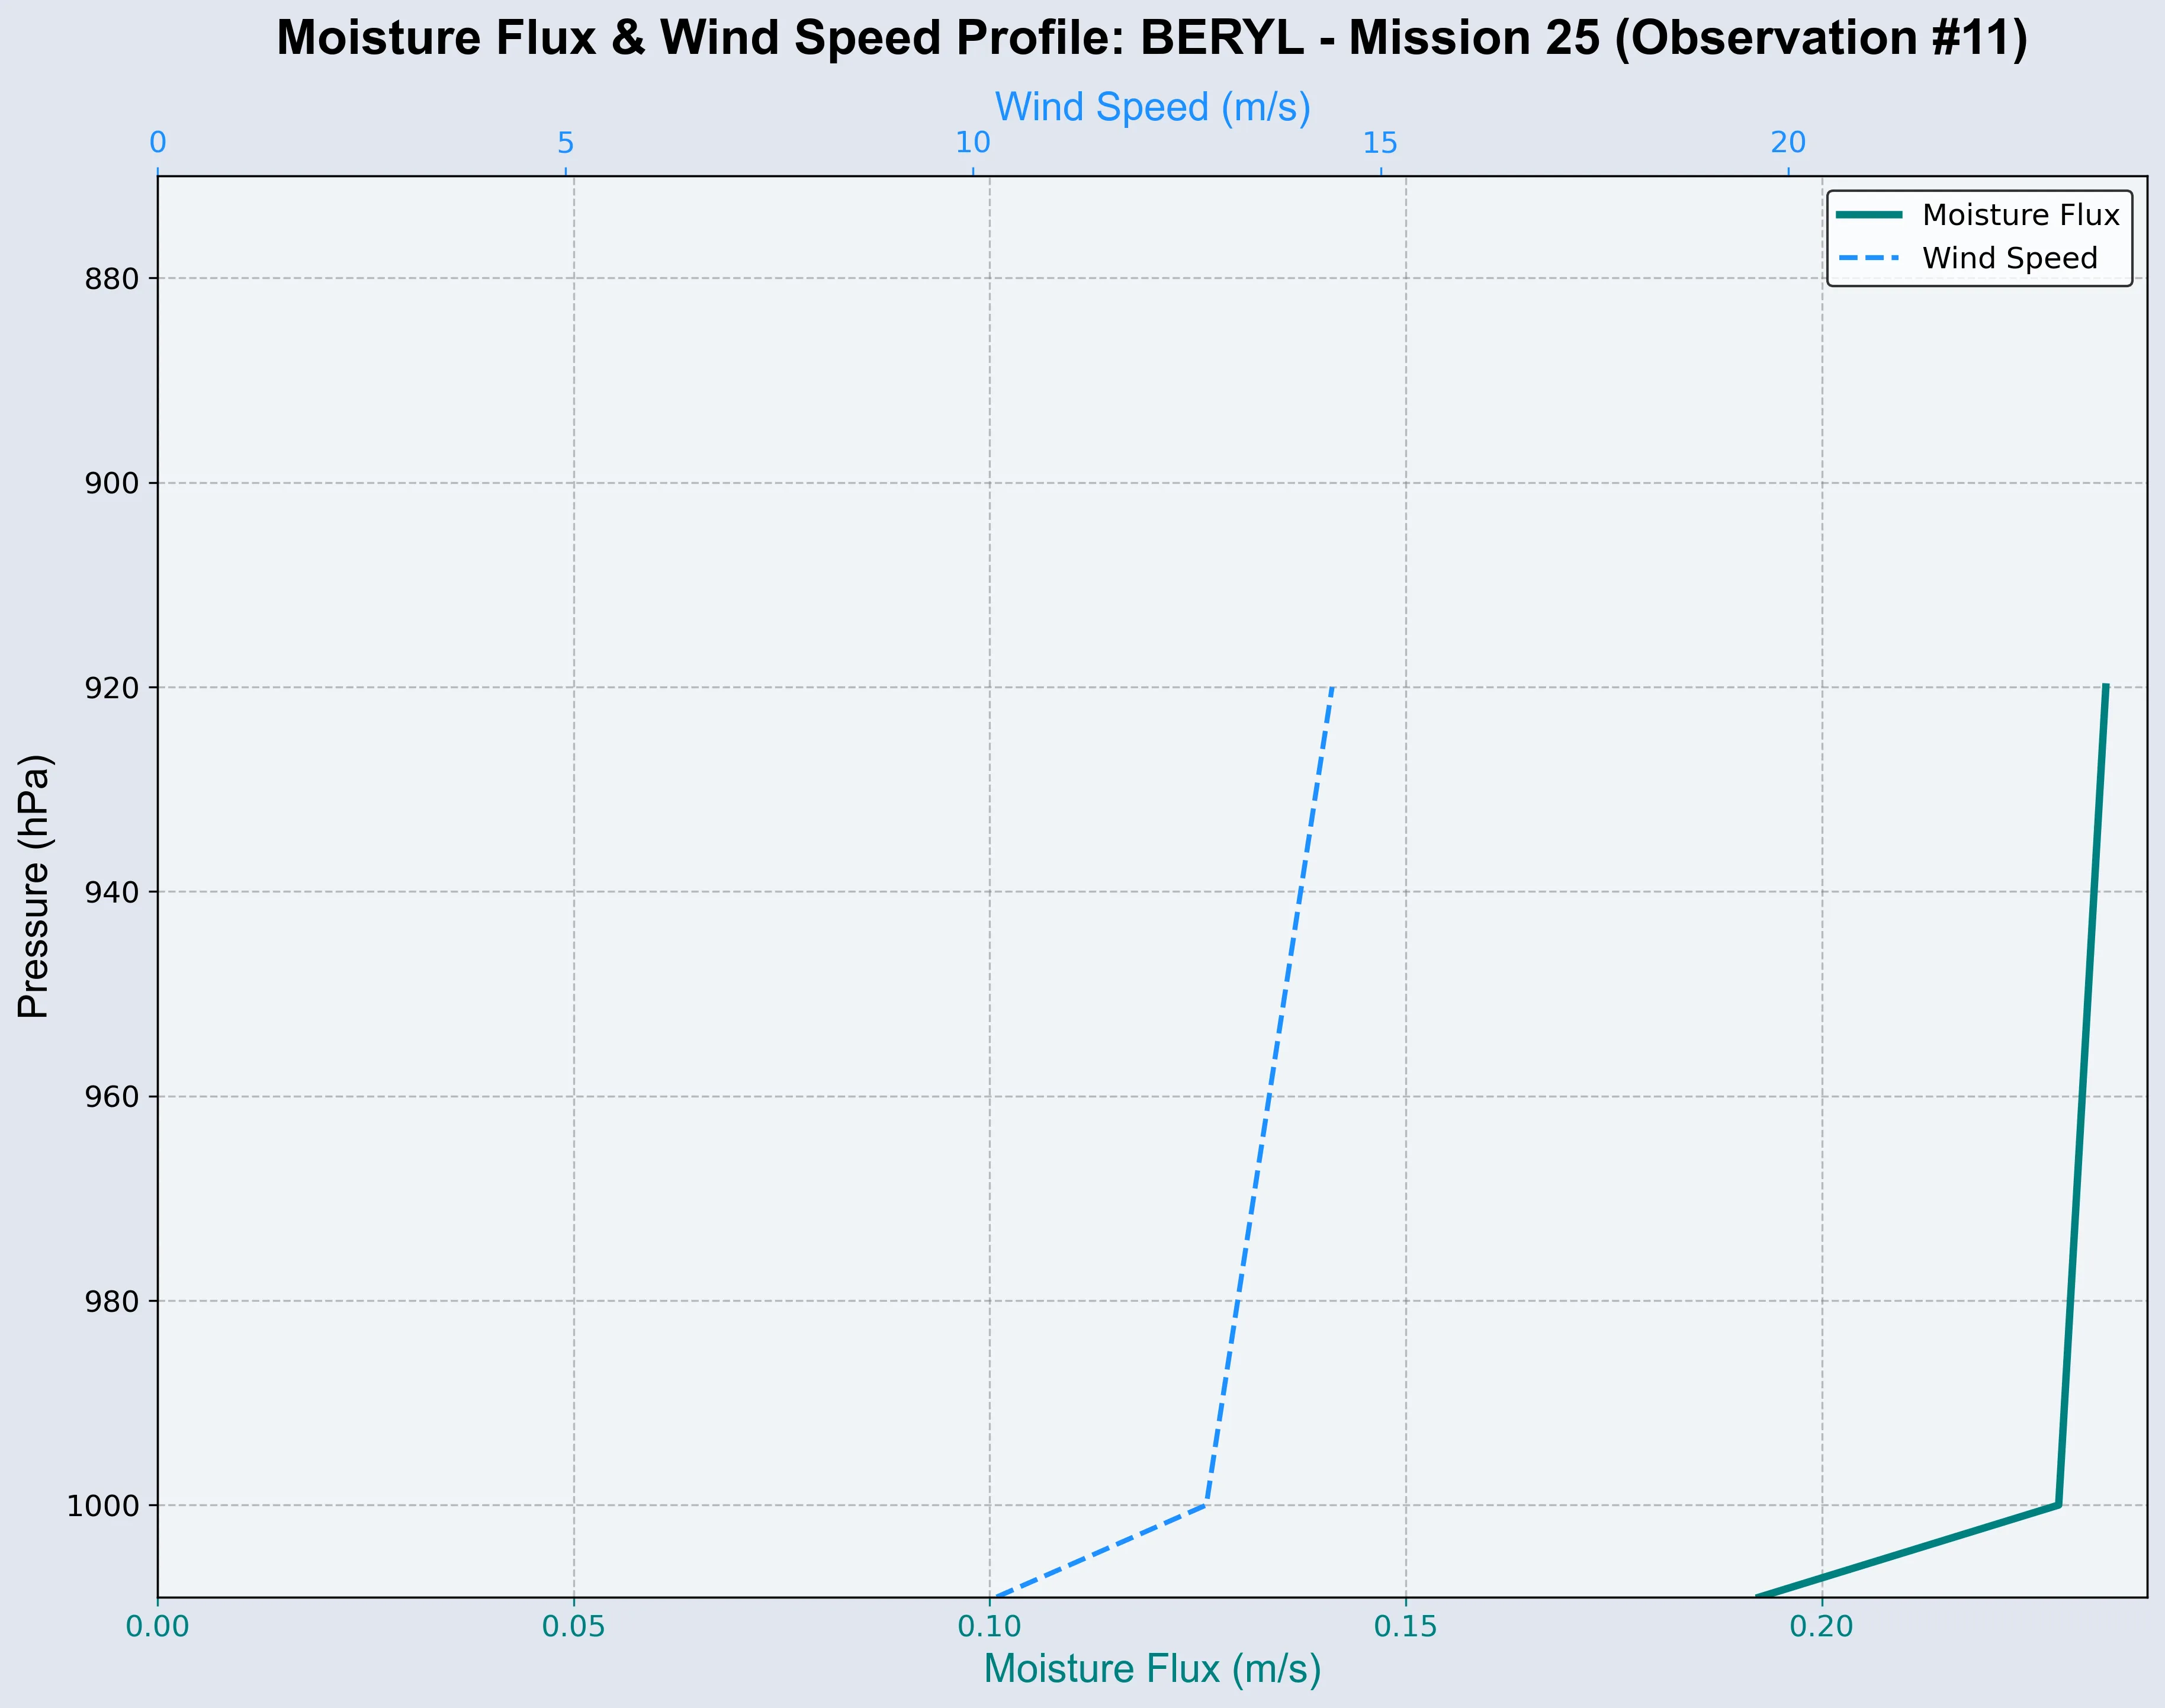 Moisture Flux & Wind Speed Profile: BERYL - Mission 25 (Observation #11)
Wind Speed (m/s)
0 5 10 15 20
Moisture Flux
Wind Speed
880
900
920
940
960
980
1000
Pressure (hPa)
0.00 0.05 0.10 0.15 0.20
Moisture Flux (m/s)